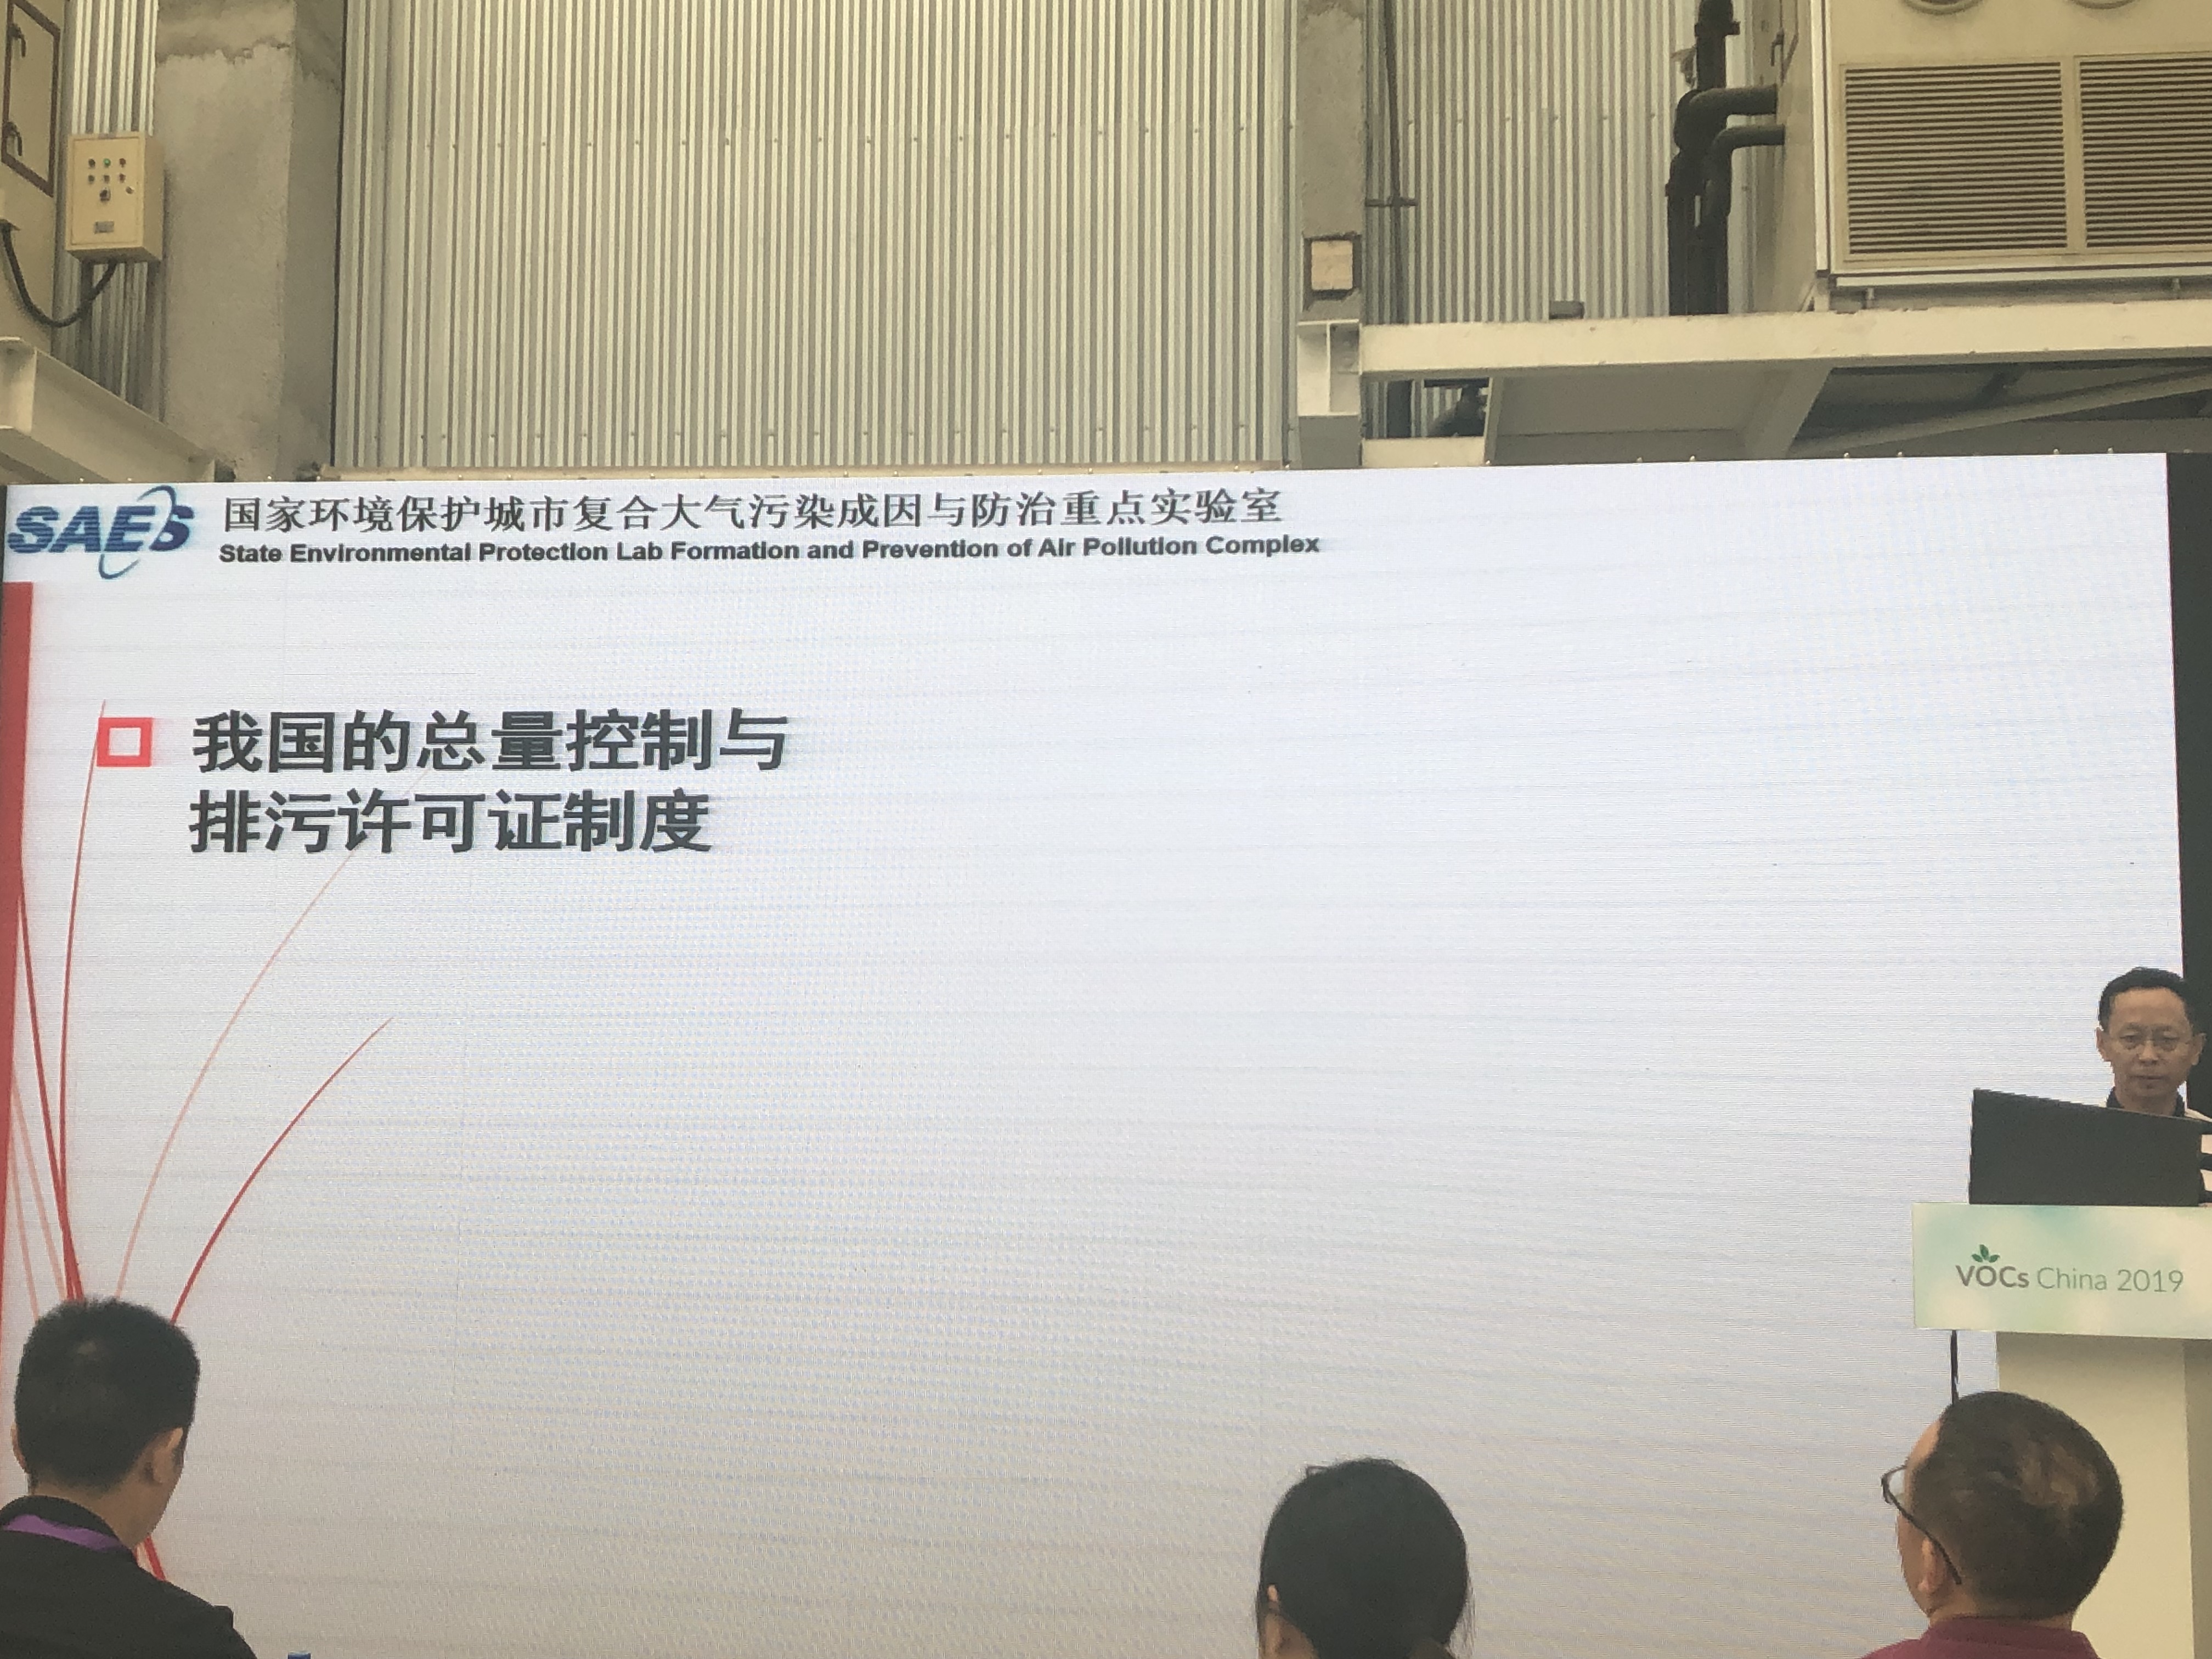 SAES
国家环境保护城市复合大气污染成因与防治重点实验室
State Environmental Protection Lab Formation and Prevention of Air Pollution Complex
我国的总量控制与
排污许可证制度
VOCs China 2019